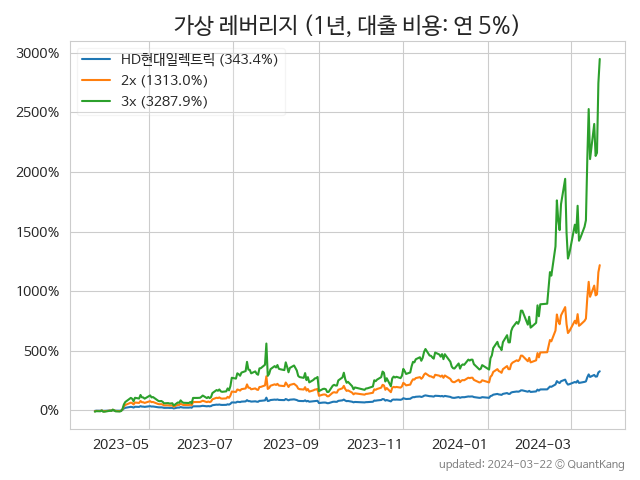 가상 레버리지 (1년, 대출 비용: 연 5%)
3000%
2500%
2000%
1500%
1000%
500%
0%
HD현대일렉트릭 (343.4%)
2x (1313.0%)
3x (3287.9%)
2023-05 2023-07 2023-09 2023-11 2024-01 2024-03
updated: 2024-03-22 © QuantKang